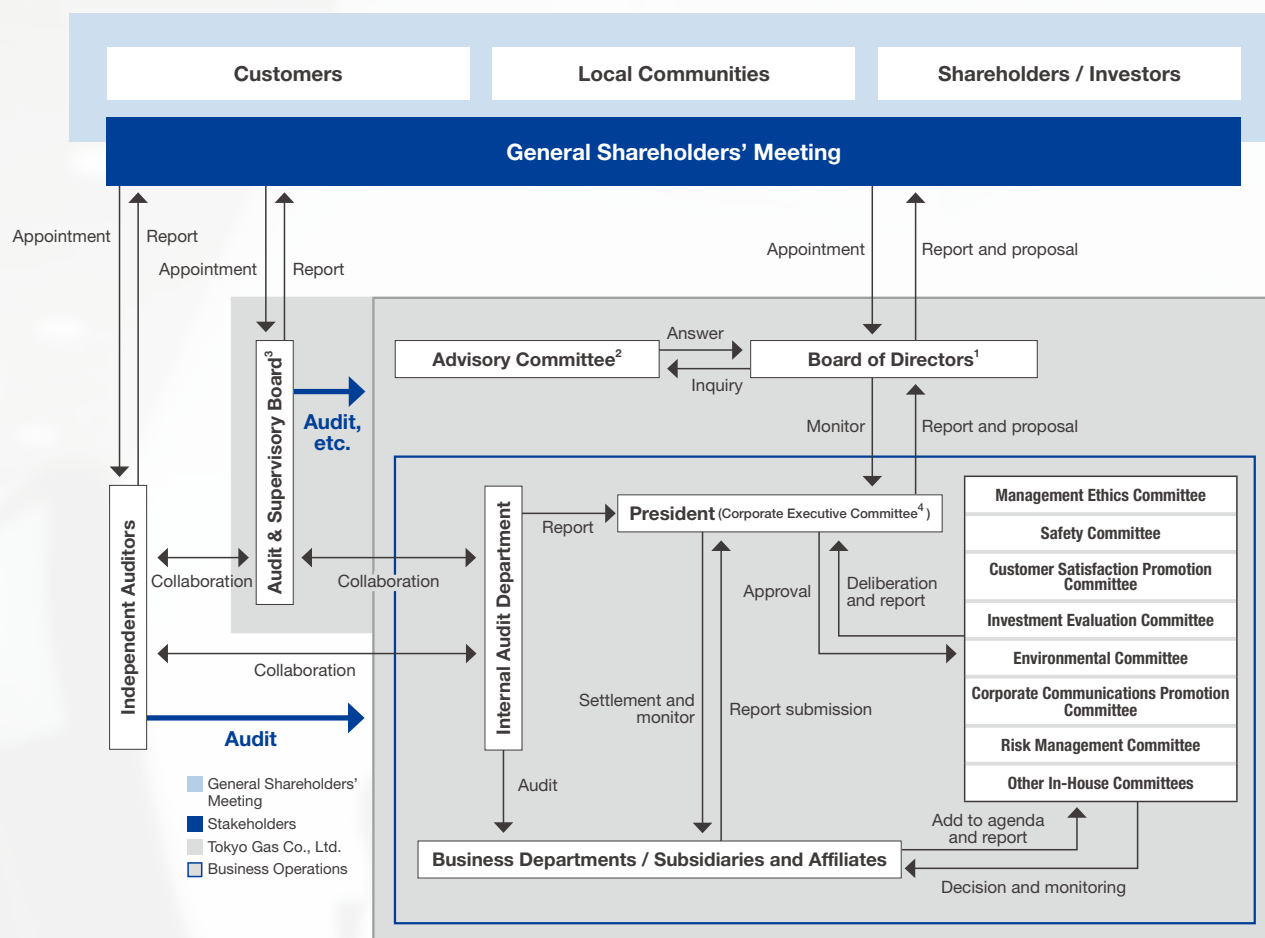 Customers
Local Communities
Shareholders / Investors
General Shareholders’ Meeting
Appointment
Report
Appointment
Report
Appointment
Report and proposal
Advisory Committee2
Answer
Inquiry
Board of Directors1
Audit & Supervisory Board3
Audit,
etc.
Monitor
Report and proposal
Independent Auditors
Collaboration
Collaboration
Collaboration
Audit
Internal Audit Department
Report
President (Corporate Executive Committee4)
Approval
Deliberation
and report
Management Ethics Committee
Safety Committee
Customer Satisfaction Promotion
Committee
Investment Evaluation Committee
Environmental Committee
Corporate Communications Promotion
Committee
Risk Management Committee
Other In-House Committees
Settlement and
monitor
Report submission
Audit
Business Departments / Subsidiaries and Affiliates
Add to agenda
and report
Decision and monitoring
General Shareholders’
Meeting
Stakeholders
Tokyo Gas Co., Ltd.
Business Operations